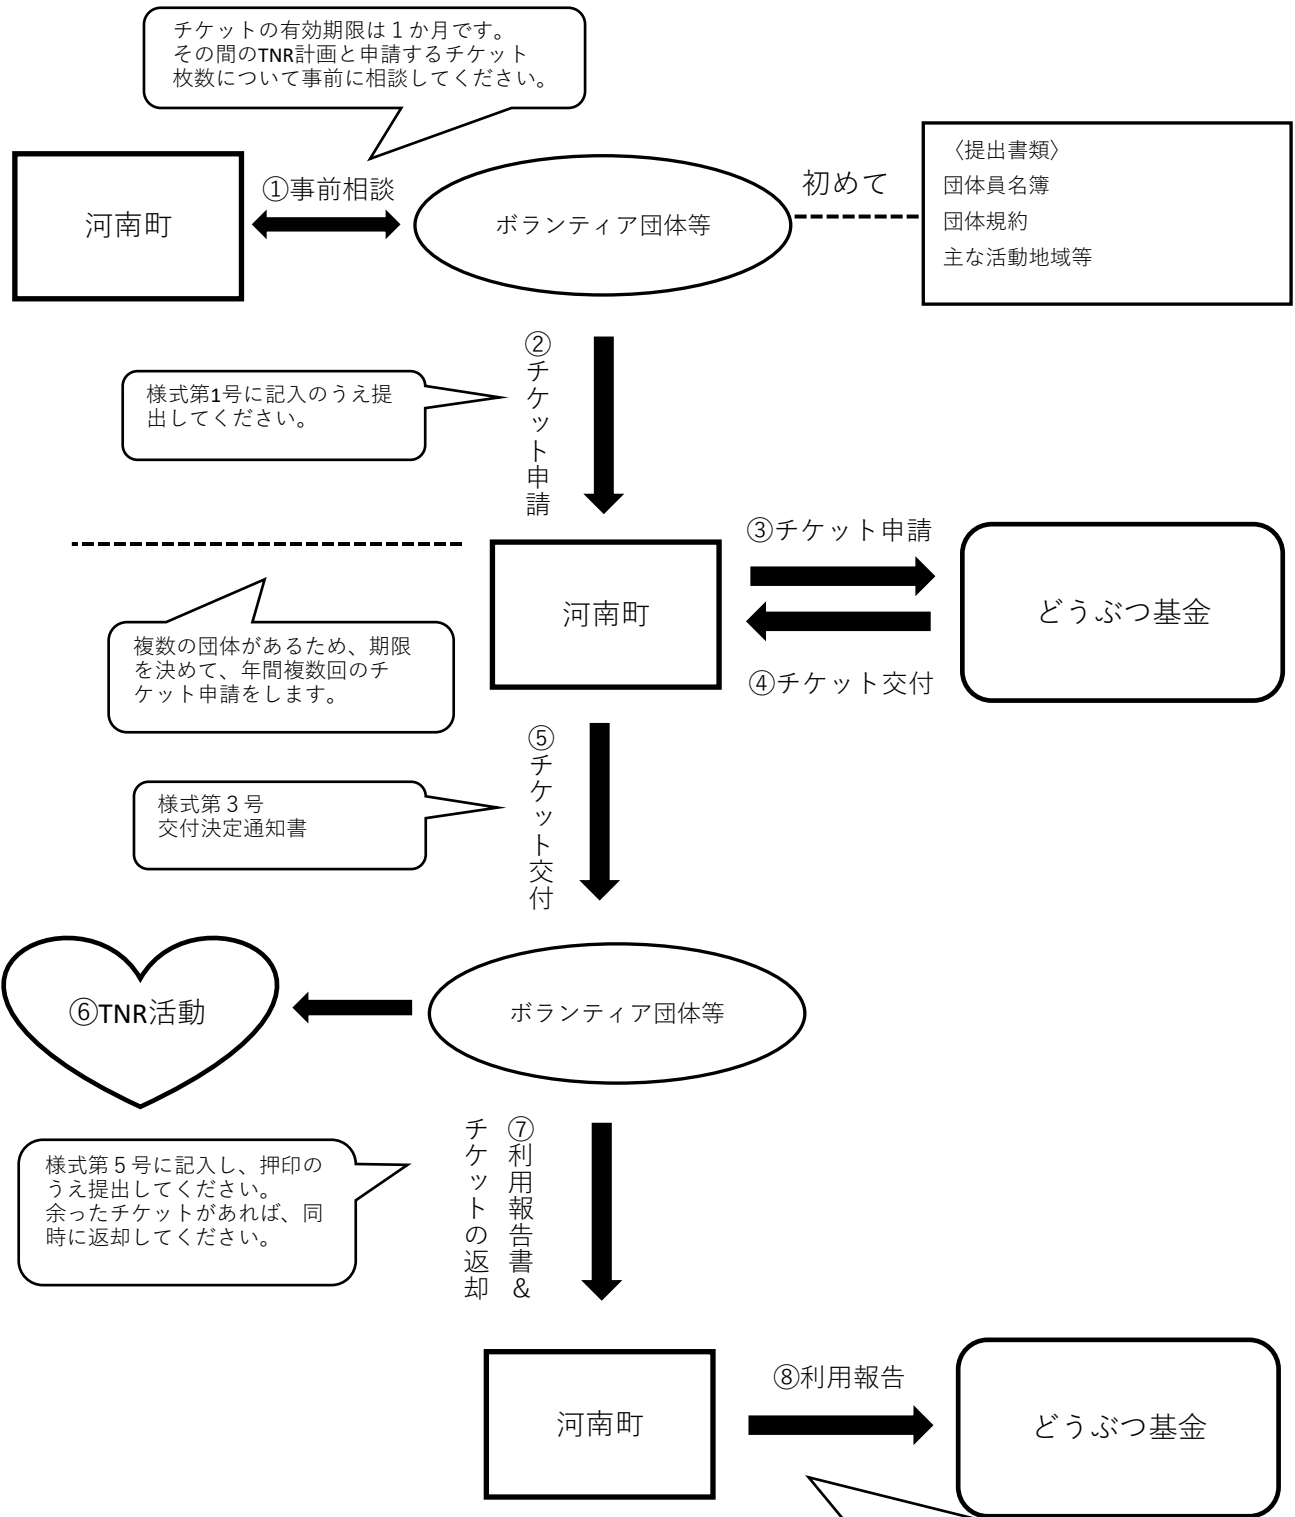 チケットの有効期限は１か月です。
その間のTNR計画と申請するチケット
枚数について事前に相談してください。
河南町
①事前相談
ボランティア団体等
初めて
〈提出書類〉
団体員名簿
団体規約
主な活動地域等
②チケット申請
様式第1号に記入のうえ提
出してください。
河南町
③チケット申請
④チケット交付
どうぶつ基金
複数の団体があるため、期限
を決めて、年間複数回のチ
ケット申請をします。
⑤チケット交付
様式第３号
交付決定通知書
⑥TNR活動
ボランティア団体等
⑦利用報告書＆
チケットの返却
様式第５号に記入し、押印の
うえ提出してください。
余ったチケットがあれば、同
時に返却してください。
河南町
⑧利用報告
どうぶつ基金